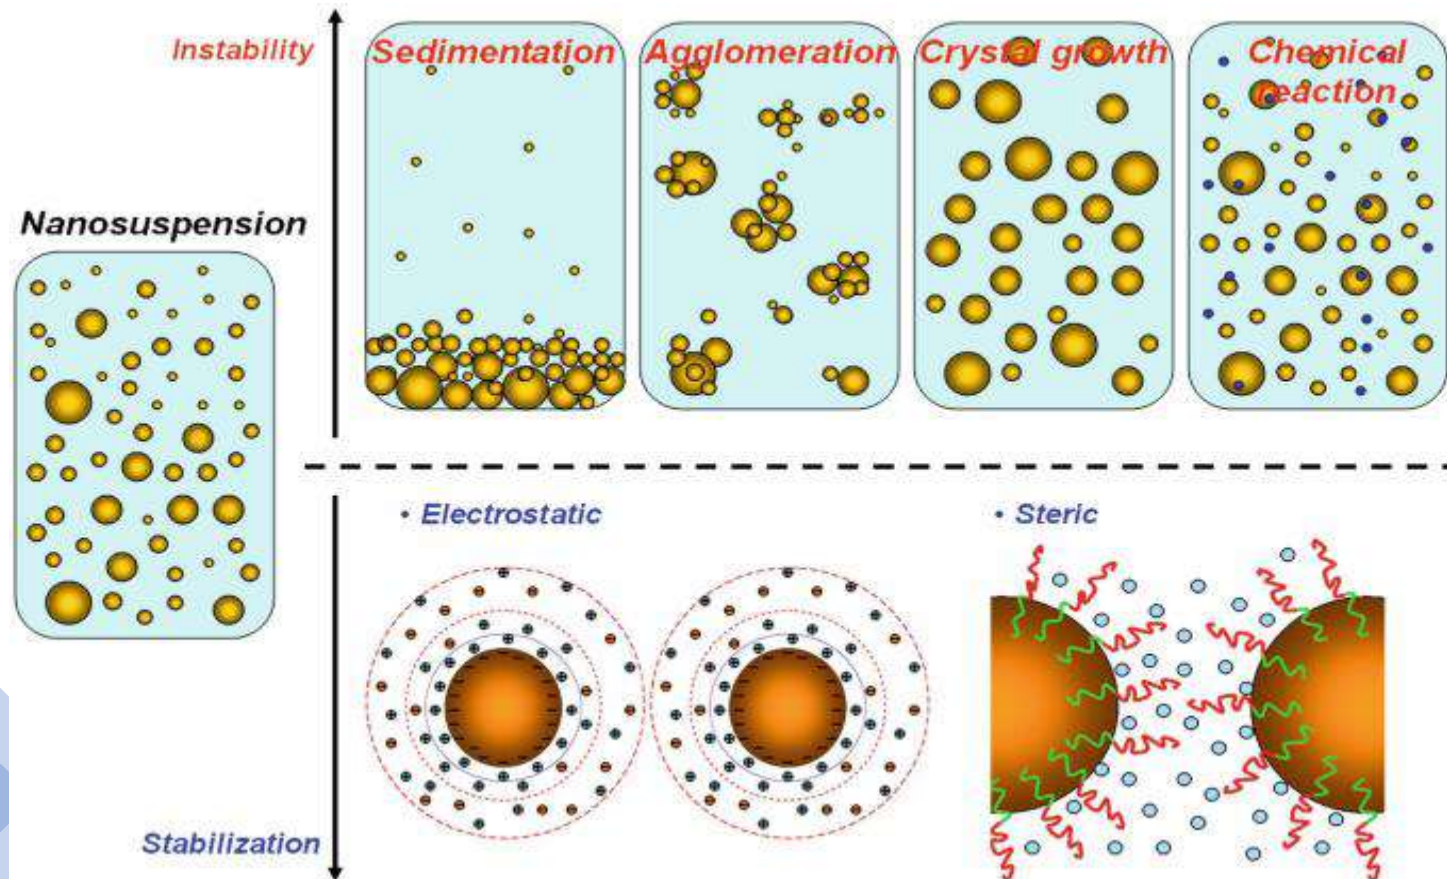 Instability
Sedimentation
Agglomeration
Crystal growth
Chemical
reaction
Nanosuspension
• Electrostatic
• Steric
Stabilization